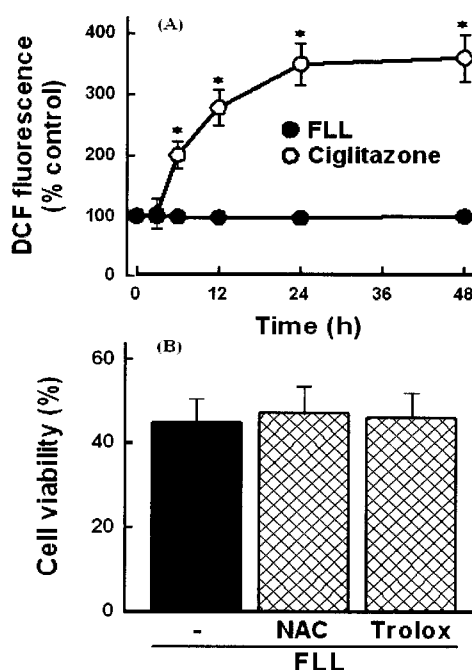 (A)
DCF fluorescence
(% control)
400
300
200
100
0
*
*
*
*
FLL
Ciglitazone
0 12 24 36 48
Time (h)
(B)
Cell viability (%)
60
40
20
0
- NAC Trolox
FLL